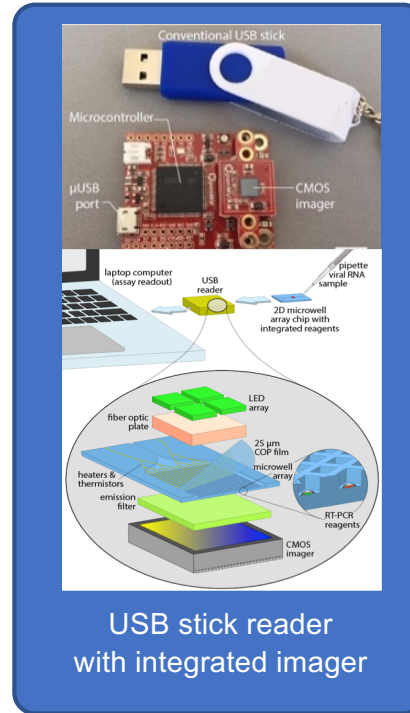 Conventional USB stick
Microcontroller
µUSB
port
CMOS
imager
laptop computer
(assay readout)
USB
reader
pipette
viral RNA
sample
2D microwell
array chip with
integrated reagents
LED
array
fiber optic
plate
25 µm
COP film
microwell
array
heaters &
thermistors
emission
filter
RT-PCR
reagents
CMOS
imager
USB stick reader
with integrated imager